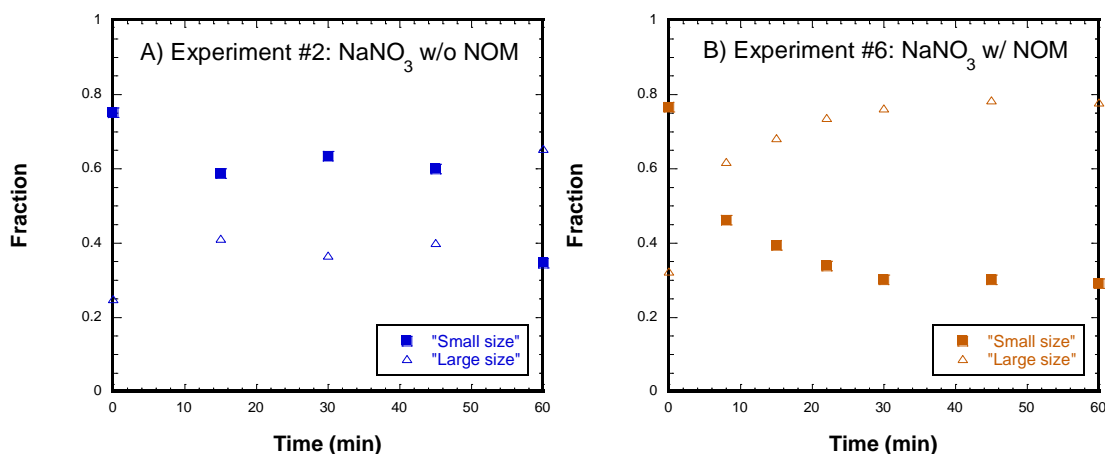 A) Experiment #2: NaNO3 w/o NOM
1
0.8
0.6
0.4
0.2
0
Fraction
"Small size"
"Large size"
0 10 20 30 40 50 60
Time (min)
B) Experiment #6: NaNO3 w/ NOM
1
0.8
0.6
0.4
0.2
0
Fraction
"Small size"
"Large size"
0 10 20 30 40 50 60
Time (min)